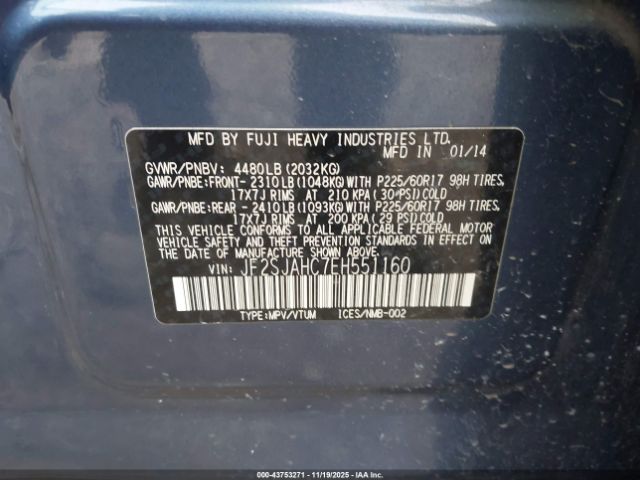 MFD BY FUJI HEAVY INDUSTRIES LTD.
MFD IN 01/14
GVWR/PNBV: 4480LB(2032KG)
GAWR/PNBE:FRONT- 2310LB(1048KG)WITH P225/60R17 98H TIRES,
17X7J RIMS AT 210 KPA(30 PSI)COLD
GAWR/PNBE:REAR - 2410LB(1093KG)WITH P225/60R17 98H TIRES,
17X7J RIMS AT 200 KPA(29 PSI)COLD
THIS VEHICLE CONFORMS TO ALL APPLICABLE FEDERAL MOTOR
VEHICLE SAFETY AND THEFT PREVENTION STANDARDS IN EFFECT
ON THE DATE OF MANUFACTURE SHOWN ABOVE.
VIN: JF2SJAHC7EH551160
TYPE:MPV/VTUM ICES/NMB-002
000-43753271 - 11/19/2025 - IAAI.COM